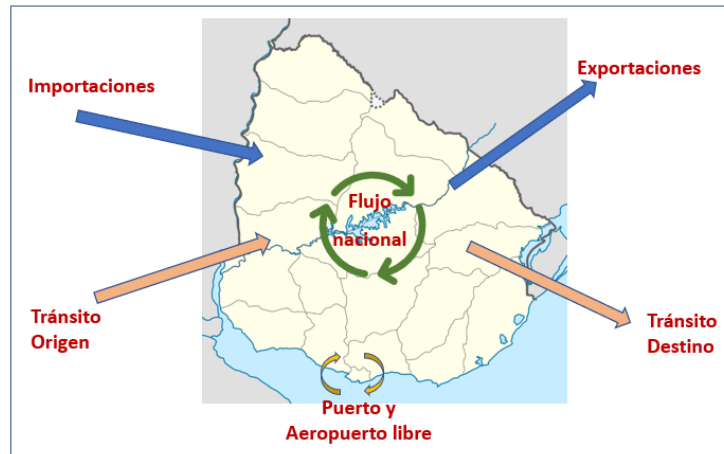 Importaciones
Exportaciones
Flujo
nacional
Tránsito
Origen
Tránsito
Destino
Puerto y
Aeropuerto libre